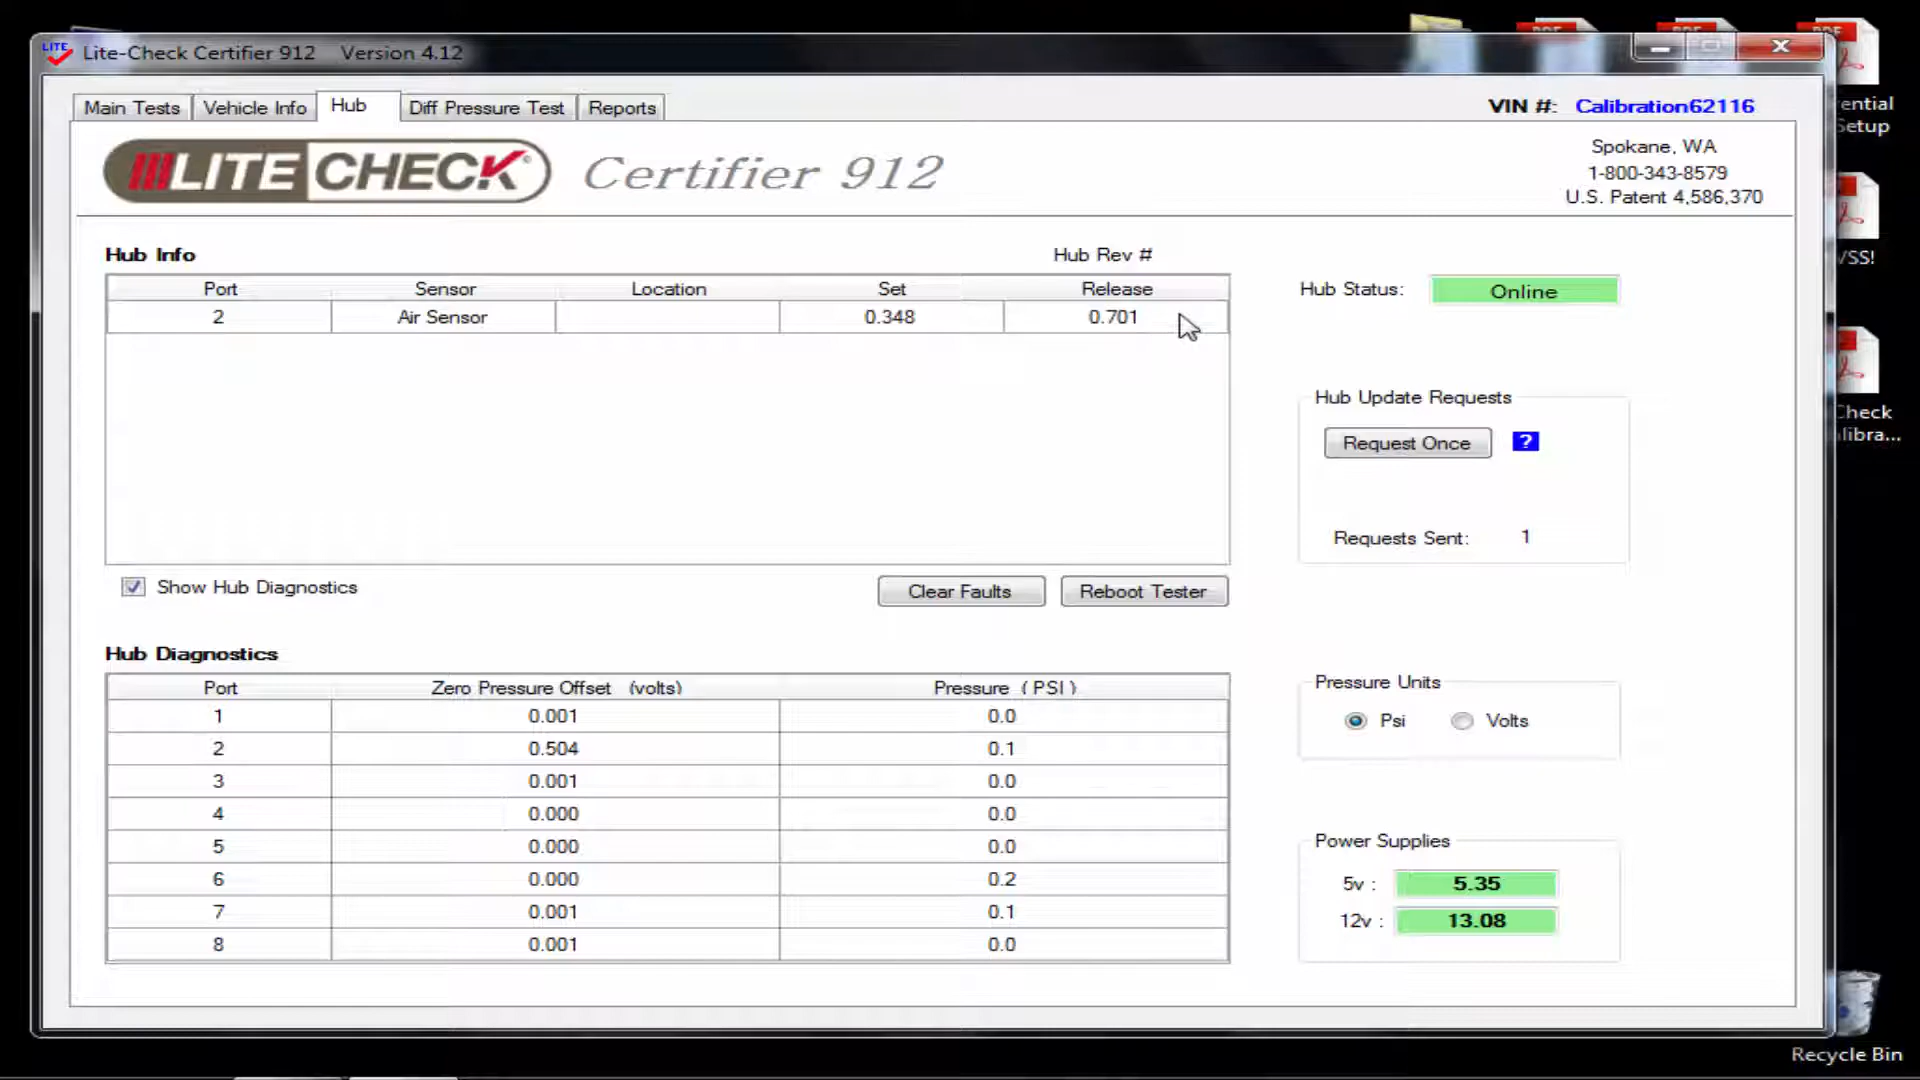 LITE Lite-Check Certifier 912 Version 4.12
Main Tests Vehicle Info Hub Diff Pressure Test Reports VIN #: Calibration62116
LITE CHECK® Certifier 912
Spokane, WA
1-800-343-8579
U.S. Patent 4,586,370
Hub Info Hub Rev #
Port Sensor Location Set Release
2 Air Sensor 0.348 0.701
Hub Status: Online
Hub Update Requests
Request Once ?
Requests Sent: 1
Show Hub Diagnostics Clear Faults Reboot Tester
Hub Diagnostics
Port Zero Pressure Offset (volts) Pressure (PSI)
1 0.001 0.0
2 0.504 0.1
3 0.001 0.0
4 0.000 0.0
5 0.000 0.0
6 0.000 0.2
7 0.001 0.1
8 0.001 0.0
Pressure Units
Psi Volts
Power Supplies
5v : 5.35
12v : 13.08
ential
Setup
VSS!
Check
libra...
Recycle Bin